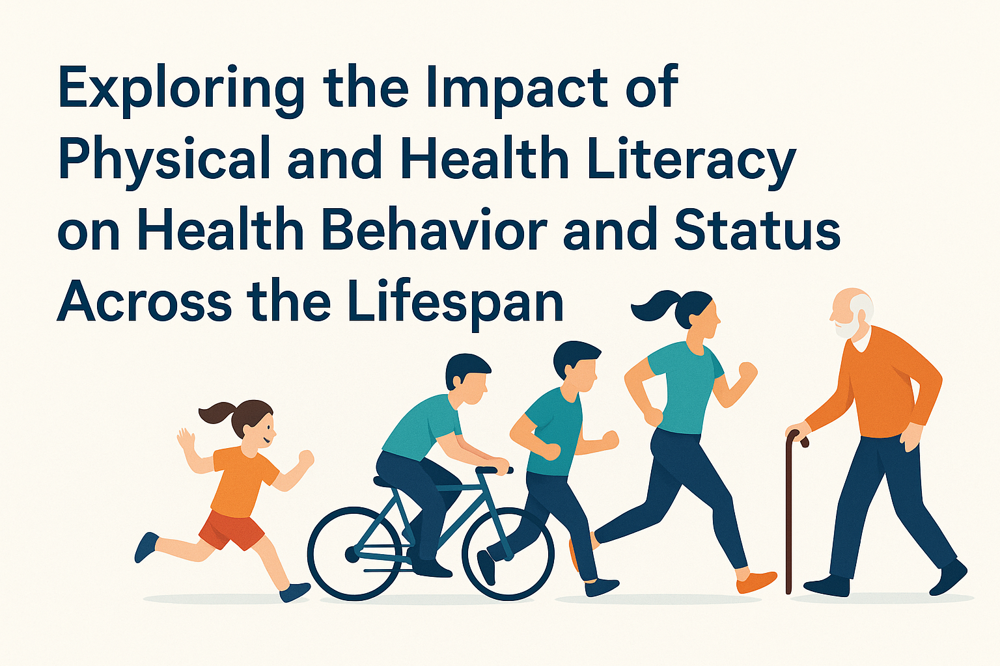 Exploring the Impact of
Physical and Health Literacy
on Health Behavior and Status
Across the Lifespan